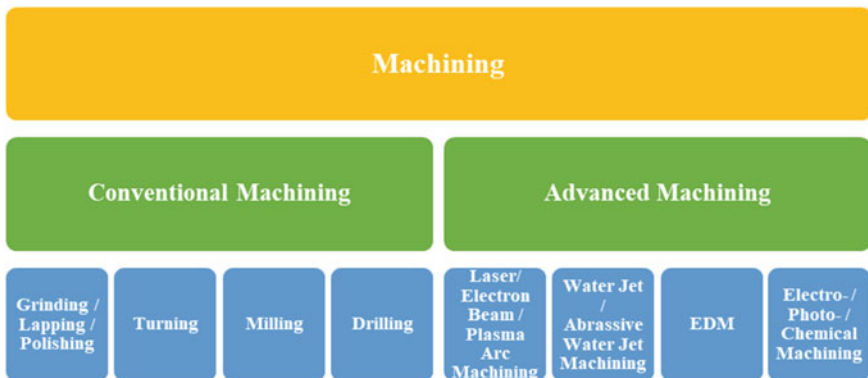 Machining
Conventional Machining
Advanced Machining
Grinding /
Lapping /
Polishing
Turning
Milling
Drilling
Laser/
Electron
Beam /
Plasma
Arc
Machining
Water Jet
/
Abrassive
Water Jet
Machining
EDM
Electro- /
Photo- /
Chemical
Machining